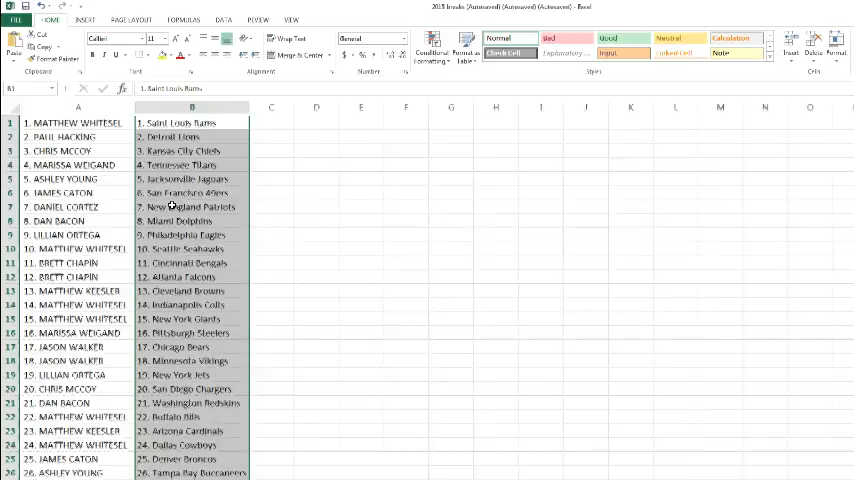 2015 breaks (Autosaved) (Autosaved) (Autosaved) - Excel
FILE HOME INSERT PAGE LAYOUT FORMULAS DATA REVIEW VIEW
Cut
Copy
Format Painter
Paste
Calibri 11
B I U
Wrap Text
Merge & Center
General
$ % ,
Conditional Formatting
Format as Table
Normal Bad Good Neutral Calculation
Check Cell Explanatory ... Input Linked Cell Note
Insert Delete Format
Clipboard Font Alignment Number Styles Cells
B1 fx 1. Saint Louis Rams
A B C D E F G H I J K L M N O P
1 1. MATTHEW WHITESEL 1. Saint Louis Rams
2 2. PAUL HACKING 2. Detroit Lions
3 3. CHRIS MCCOY 3. Kansas City Chiefs
4 4. MARISSA WEIGAND 4. Tennessee Titans
5 5. ASHLEY YOUNG 5. Jacksonville Jaguars
6 6. JAMES CATON 6. San Francisco 49ers
7 7. DANIEL CORTEZ 7. New England Patriots
8 8. DAN BACON 8. Miami Dolphins
9 9. LILLIAN ORTEGA 9. Philadelphia Eagles
10 10. MATTHEW WHITESEL 10. Seattle Seahawks
11 11. BRETT CHAPIN 11. Cincinnati Bengals
12 12. BRETT CHAPIN 12. Atlanta Falcons
13 13. MATTHEW KEESLER 13. Cleveland Browns
14 14. MATTHEW WHITESEL 14. Indianapolis Colts
15 15. MATTHEW WHITESEL 15. New York Giants
16 16. MARISSA WEIGAND 16. Pittsburgh Steelers
17 17. JASON WALKER 17. Chicago Bears
18 18. JASON WALKER 18. Minnesota Vikings
19 19. LILLIAN ORTEGA 19. New York Jets
20 20. CHRIS MCCOY 20. San Diego Chargers
21 21. DAN BACON 21. Washington Redskins
22 22. MATTHEW WHITESEL 22. Buffalo Bills
23 23. MATTHEW KEESLER 23. Arizona Cardinals
24 24. MATTHEW WHITESEL 24. Dallas Cowboys
25 25. JAMES CATON 25. Denver Broncos
26 26. ASHLEY YOUNG 26. Tampa Bay Buccaneers